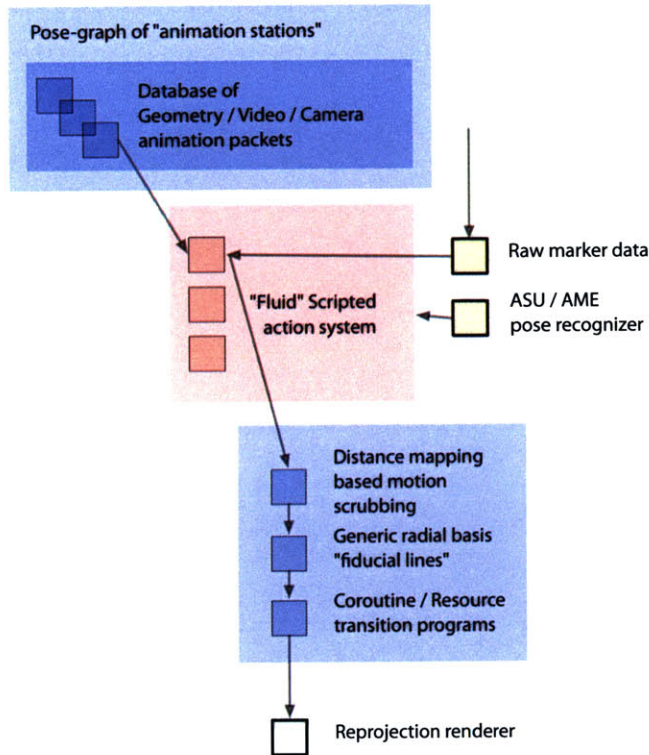 Pose-graph of "animation stations"
Database of
Geometry / Video / Camera
animation packets
Raw marker data
"Fluid" Scripted
action system
ASU / AME
pose recognizer
Distance mapping
based motion
scrubbing
Generic radial basis
"fiducial lines"
Coroutine / Resource
transition programs
Reprojection renderer